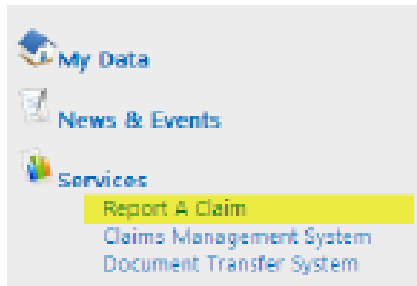 My Data
News & Events
Services
Report A Claim
Claims Management System
Document Transfer System